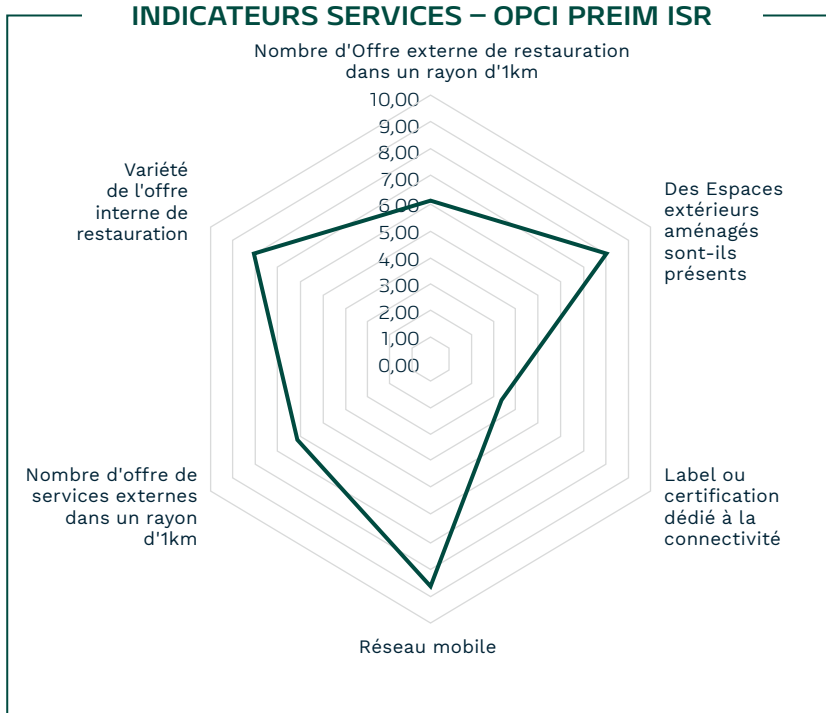 INDICATEURS SERVICES – OPCI PREIM ISR
Nombre d'Offre externe de restauration
dans un rayon d'1km
10,00
9,00
8,00
7,00
6,00
5,00
4,00
3,00
2,00
1,00
0,00
Des Espaces
extérieurs
aménagés
sont-ils
présents
Label ou
certification
dédié à la
connectivité
Réseau mobile
Nombre d'offre de
services externes
dans un rayon
d'1km
Variété
de l'offre
interne de
restauration